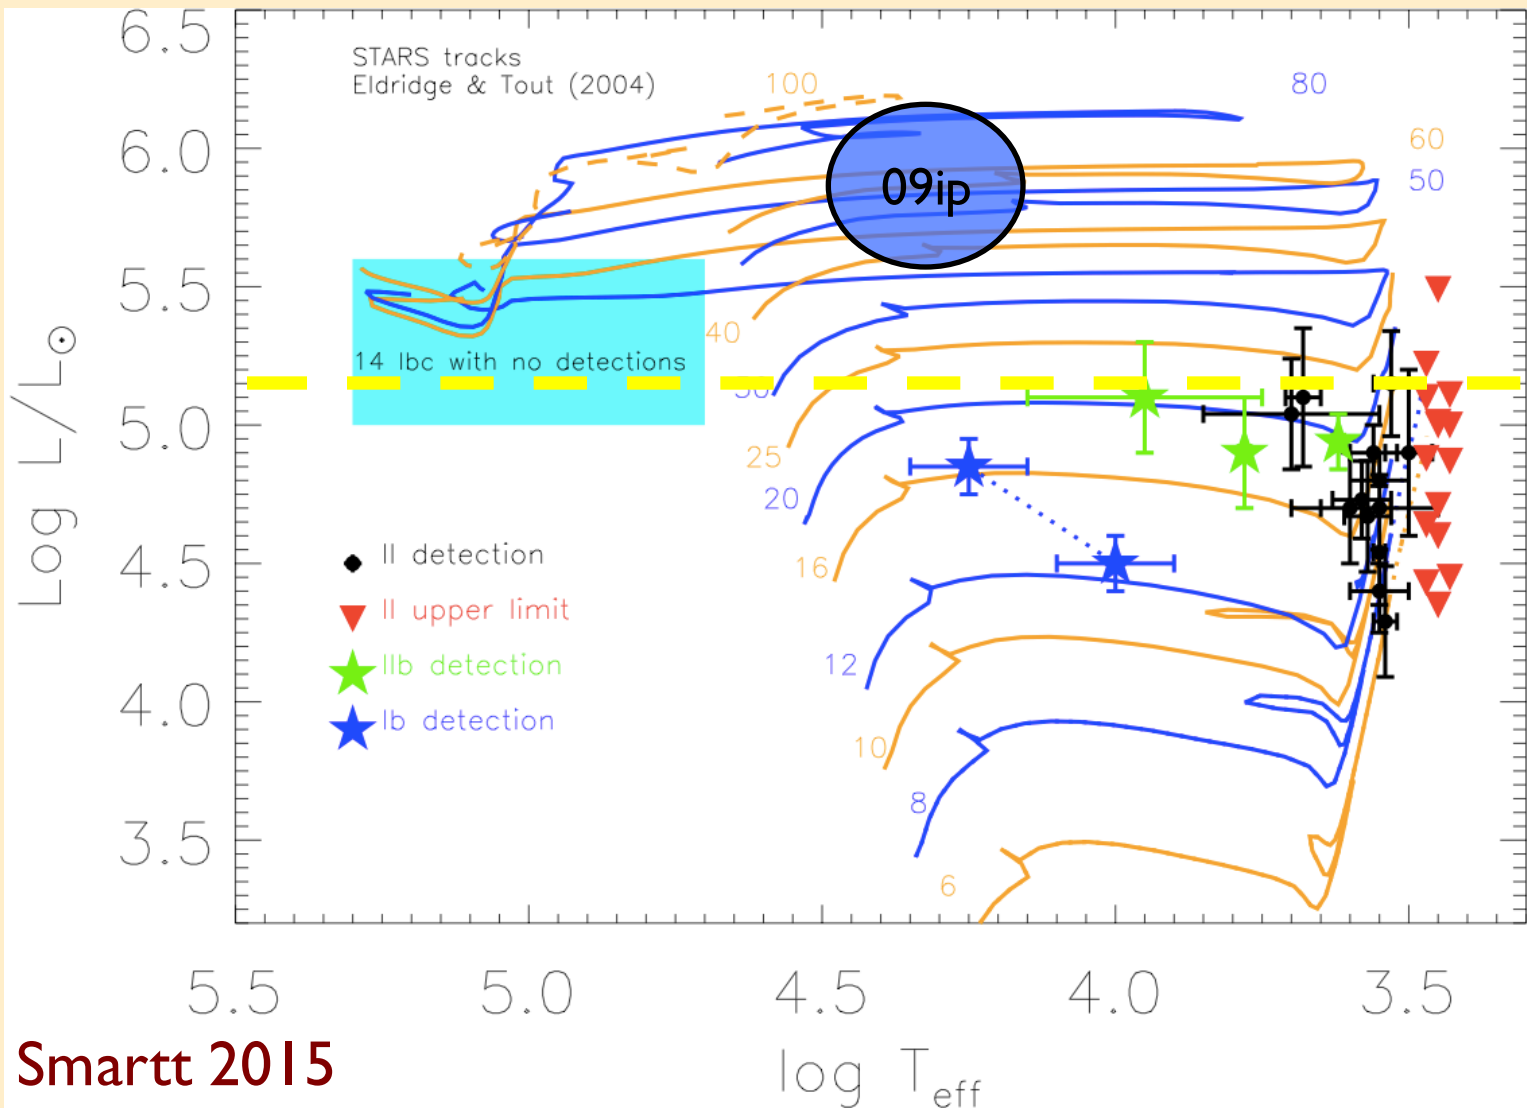 6.5
6.0
5.5
5.0
4.5
4.0
3.5
Log L/L⊙
STARS tracks
Eldridge & Tout (2004)
100
80
60
50
09ip
40
14 Ibc with no detections
30
25
20
16
12
10
8
6
II detection
II upper limit
IIb detection
Ib detection
5.5 5.0 4.5 4.0 3.5
log Teff
Smartt 2015